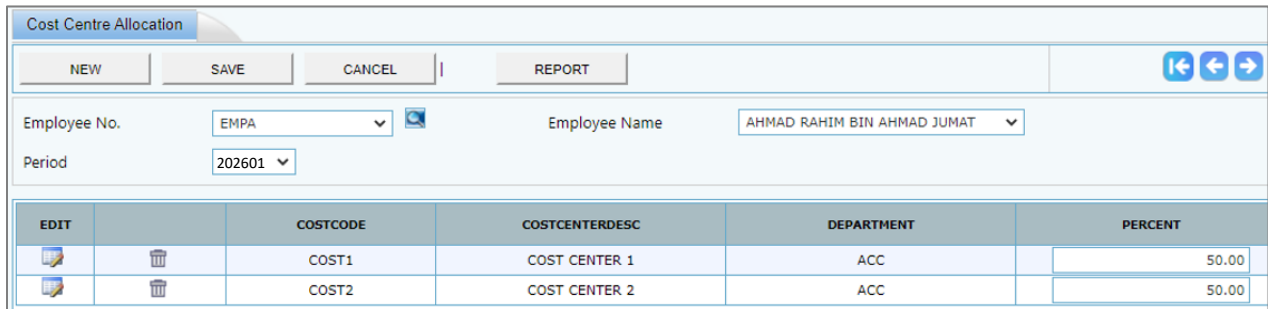 Cost Centre Allocation
NEW SAVE CANCEL | REPORT
Employee No. EMPA Employee Name AHMAD RAHIM BIN AHMAD JUMAT
Period 202601
EDIT COSTCODE COSTCENTERDESC DEPARTMENT PERCENT
COST1 COST CENTER 1 ACC 50.00
COST2 COST CENTER 2 ACC 50.00